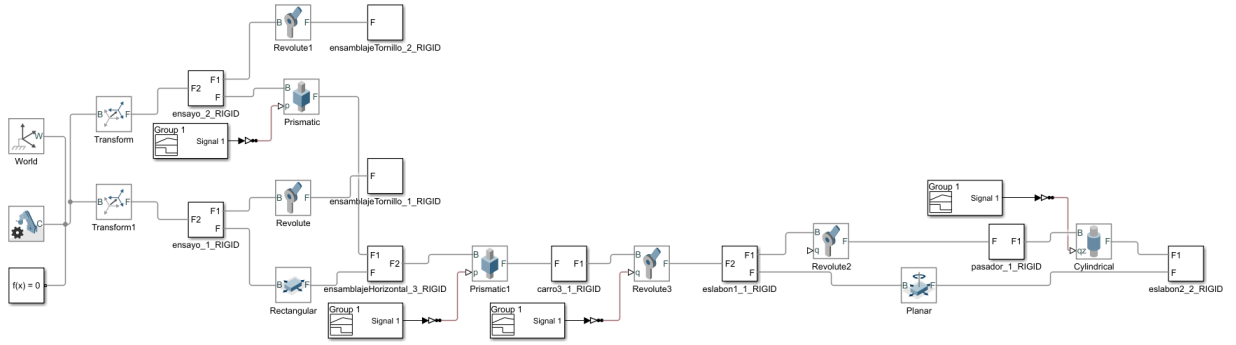 B F
Revolute1
F
ensamblajeTornillo_2_RIGID
F2 F1
F
ensayo_2_RIGID
B F
p
Prismatic
B F
Transform
Group 1
Signal 1
W
World
B F
Transform1
C
f(x) = 0
F2 F1
F
ensayo_1_RIGID
B F
Revolute
F
ensamblajeTornillo_1_RIGID
B F
Rectangular
F1 F2
F
ensamblajeHorizontal_3_RIGID
B F
p
Prismatic1
Group 1
Signal 1
F F1
carro3_1_RIGID
B F
q
Revolute3
Group 1
Signal 1
F2 F1
F
eslabon1_1_RIGID
B F
q
Revolute2
B F
Planar
F F1
pasador_1_RIGID
Group 1
Signal 1
B F
qz
Cylindrical
F1
F
eslabon2_2_RIGID